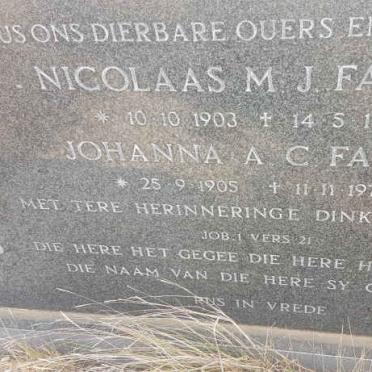 US ONS DIERBARE OUERS E
NICOLAAS M J. FA
* 10.10.1903 † 14.5.1
JOHANNA A C FA
* 25.9.1905 † 11.11.197
MET TERE HERINNERINGE DINK
JOB.1 VERS 21
DIE HERE HET GEGEE DIE HERE H
DIE NAAM VAN DIE HERE SY G
RUS IN VREDE